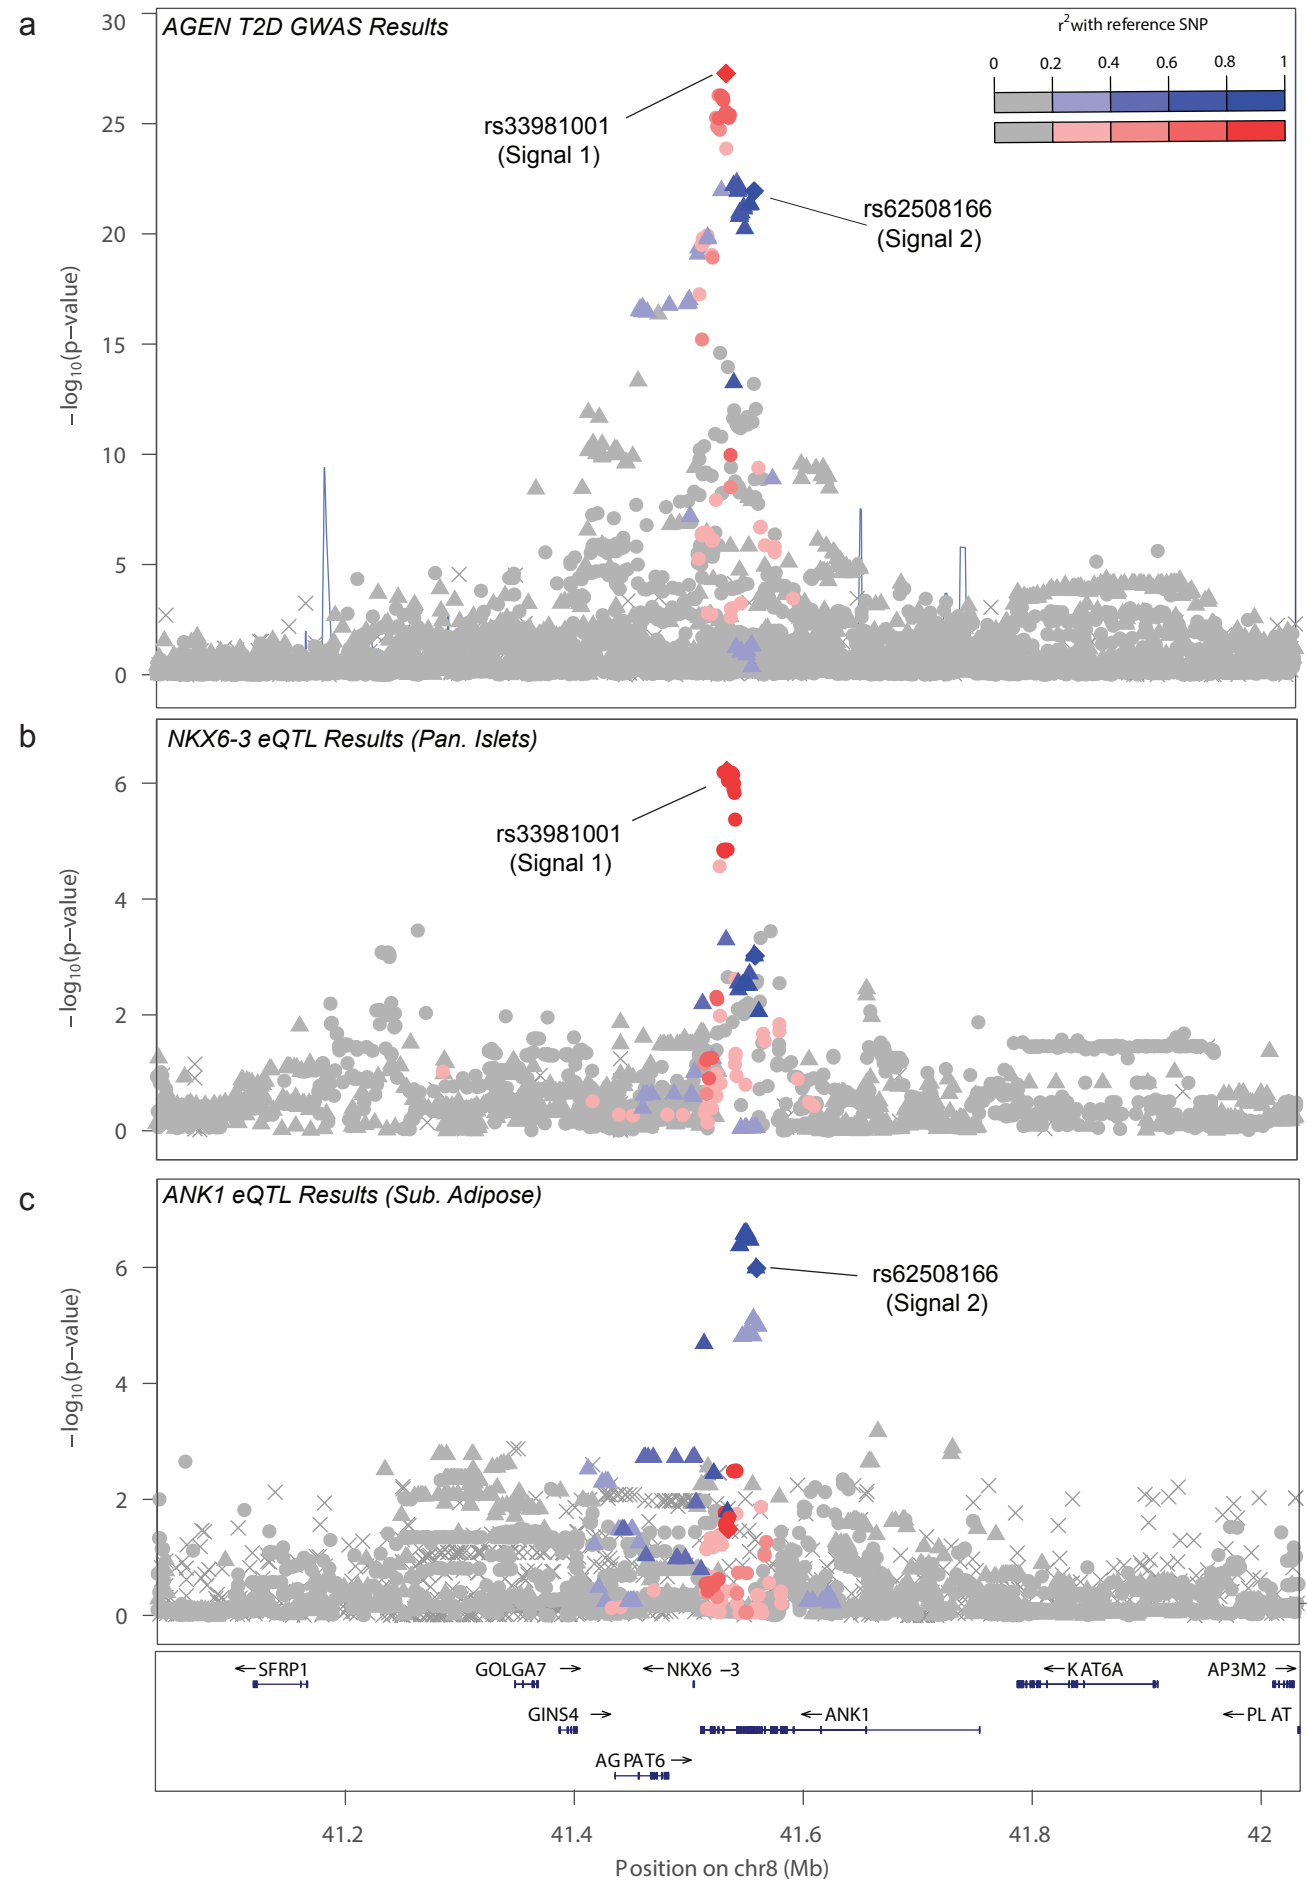 a
AGEN T2D GWAS Results
r² with reference SNP
0 0.2 0.4 0.6 0.8 1
rs33981001
(Signal 1)
rs62508166
(Signal 2)
30
25
20
15
10
5
0
−log₁₀(p−value)
b
NKX6-3 eQTL Results (Pan. Islets)
rs33981001
(Signal 1)
6
4
2
0
−log₁₀(p−value)
c
ANK1 eQTL Results (Sub. Adipose)
rs62508166
(Signal 2)
6
4
2
0
−log₁₀(p−value)
←SFRP1 GOLGA7 → ←NKX6 −3 ←KAT6A AP3M2 →
GINS4 → ←ANK1 ←PLAT
AGPAT6 →
41.2 41.4 41.6 41.8 42
Position on chr8 (Mb)